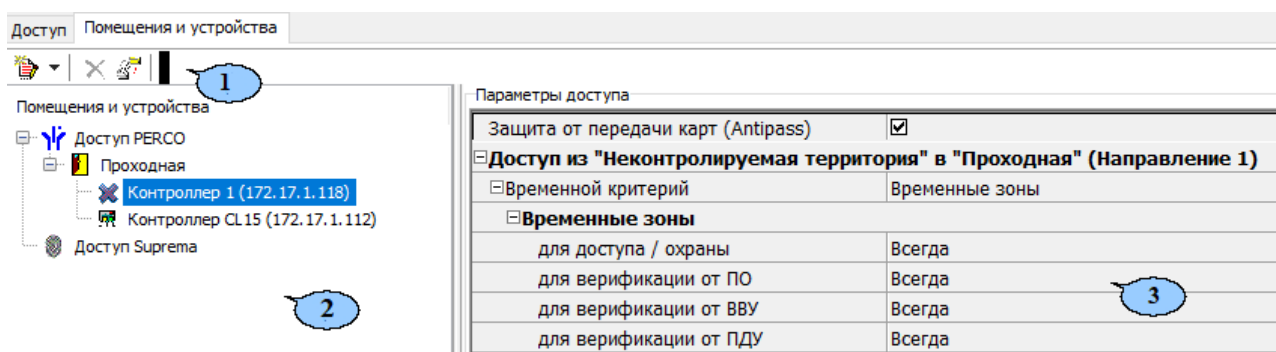 Доступ Помещения и устройства
1
Помещения и устройства
Доступ PERCO
Проходная
Контроллер 1 (172.17.1.118)
Контроллер CL15 (172.17.1.112)
Доступ Suprema
2
Параметры доступа
Защита от передачи карт (Antipass)
Доступ из "Неконтролируемая территория" в "Проходная" (Направление 1)
Временной критерий Временные зоны
Временные зоны
для доступа / охраны Всегда
для верификации от ПО Всегда
для верификации от ВВУ Всегда
для верификации от ПДУ Всегда
3